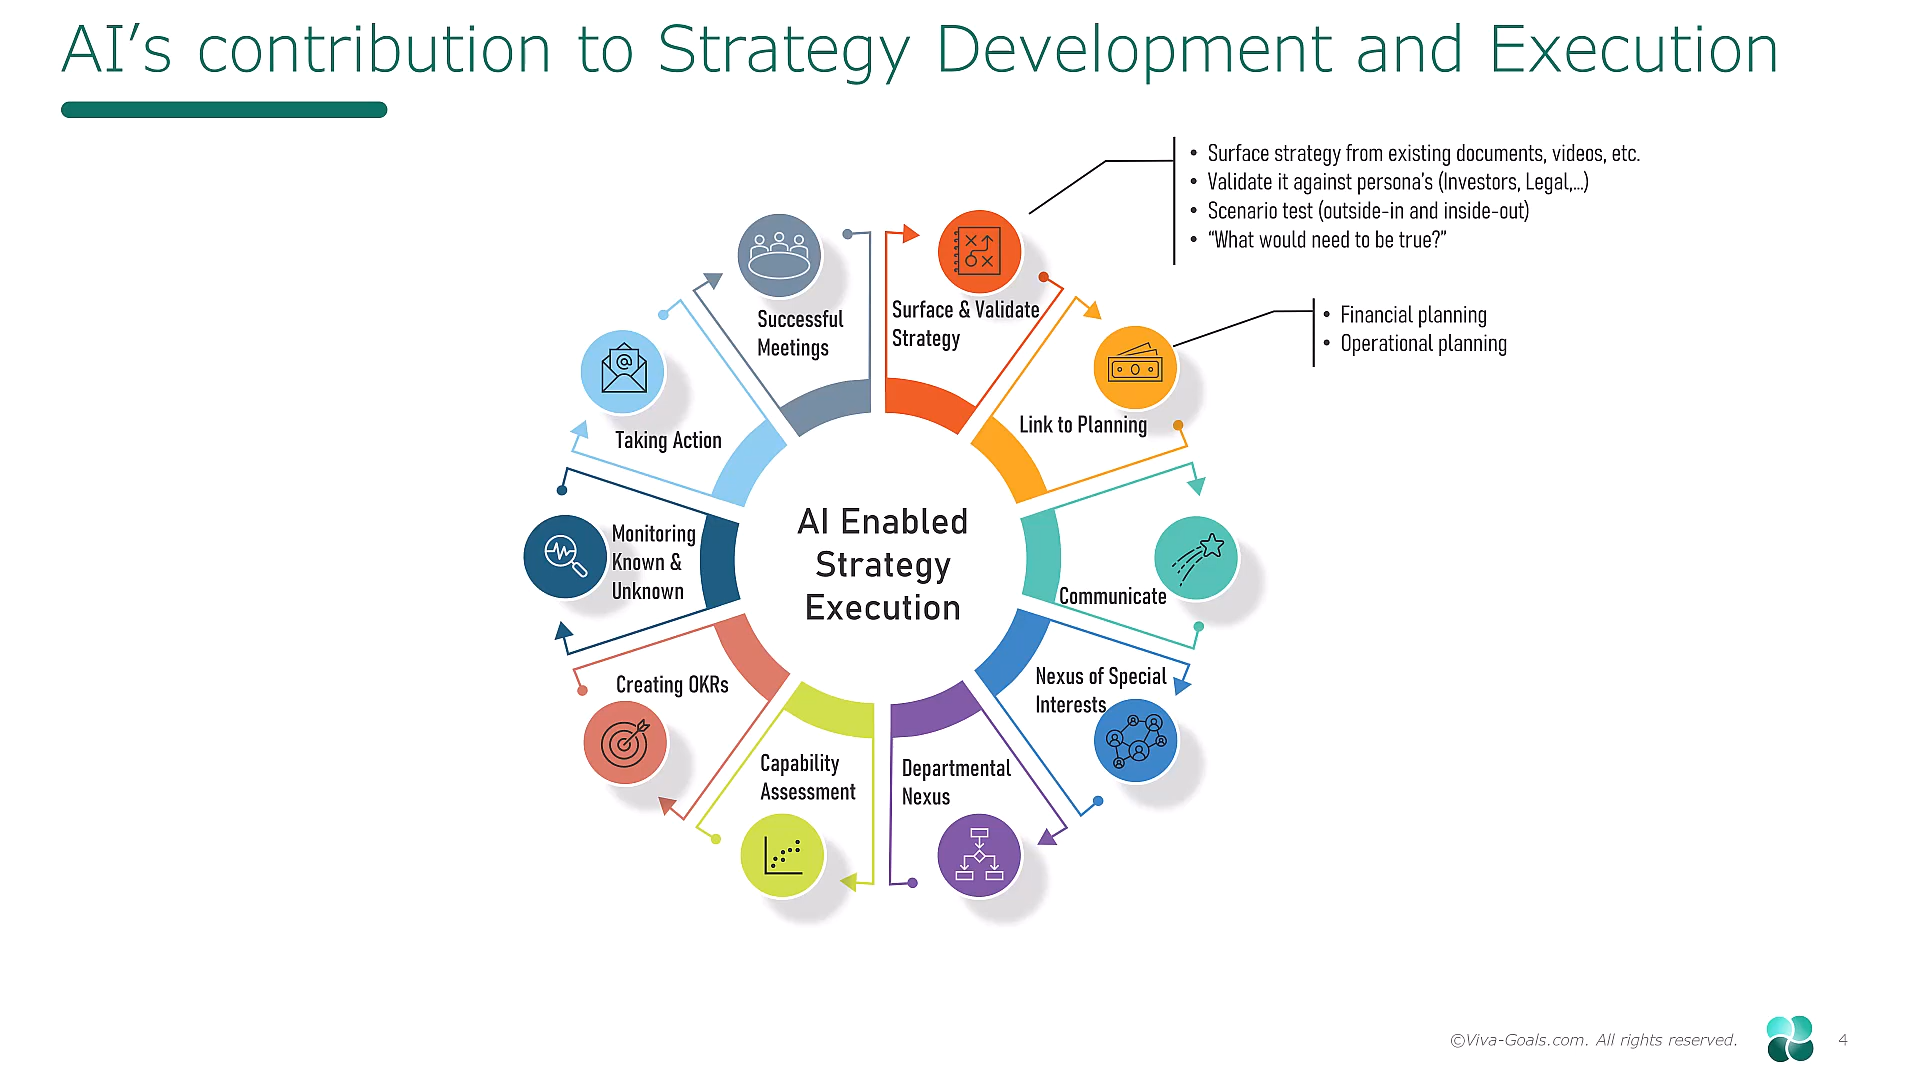 AI’s contribution to Strategy Development and Execution
• Surface strategy from existing documents, videos, etc.
• Validate it against persona’s (Investors, Legal,…)
• Scenario test (outside-in and inside-out)
• “What would need to be true?”
• Financial planning
• Operational planning
Surface & Validate
Strategy
Link to Planning
Communicate
Nexus of Special
Interests
Departmental
Nexus
Capability
Assessment
Creating OKRs
Monitoring
Known &
Unknown
Taking Action
Successful
Meetings
AI Enabled
Strategy
Execution
©Viva-Goals.com. All rights reserved.
4